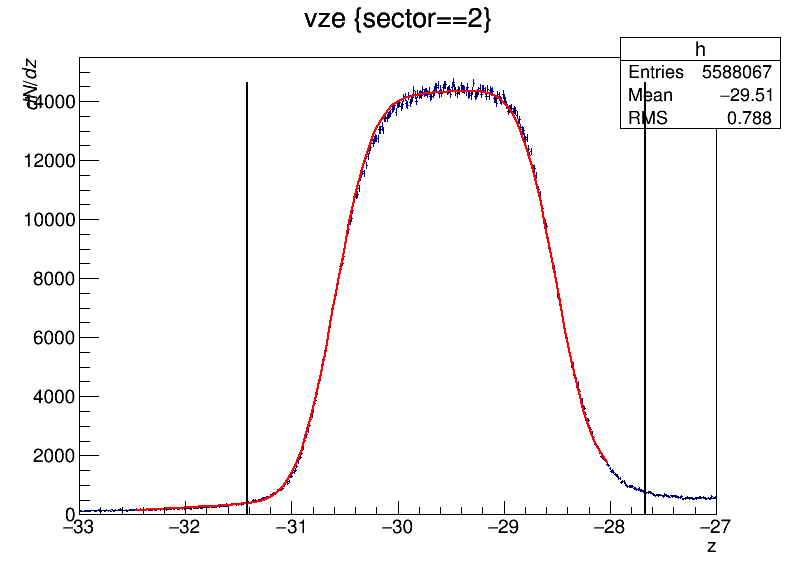 vze {sector==2}
h
Entries 5588067
Mean −29.51
RMS 0.788
dN/dz
14000
12000
10000
8000
6000
4000
2000
0
−33 −32 −31 −30 −29 −28 −27
z